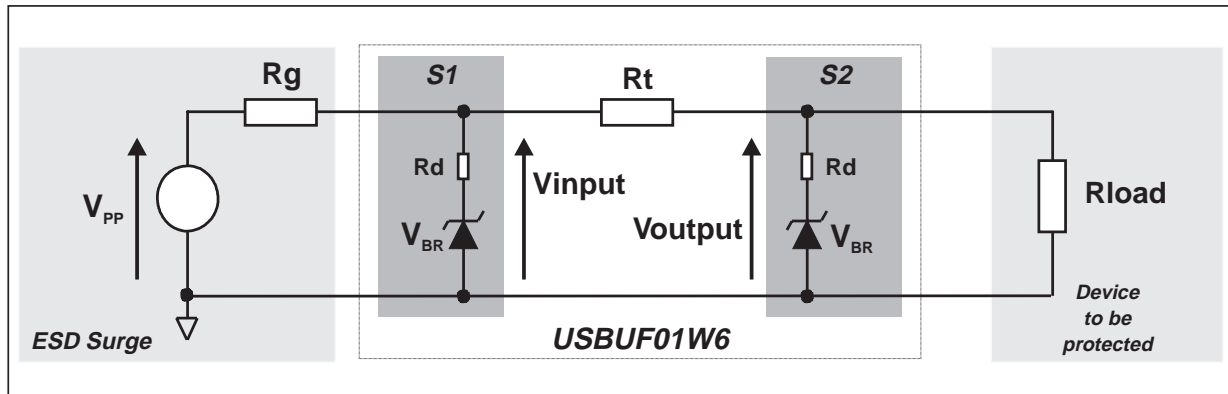 Rg
S1
Rt
S2
Rd
Rd
Vinput
Rload
VPP
Voutput
VBR
VBR
Device
to be
protected
ESD Surge
USBUF01W6